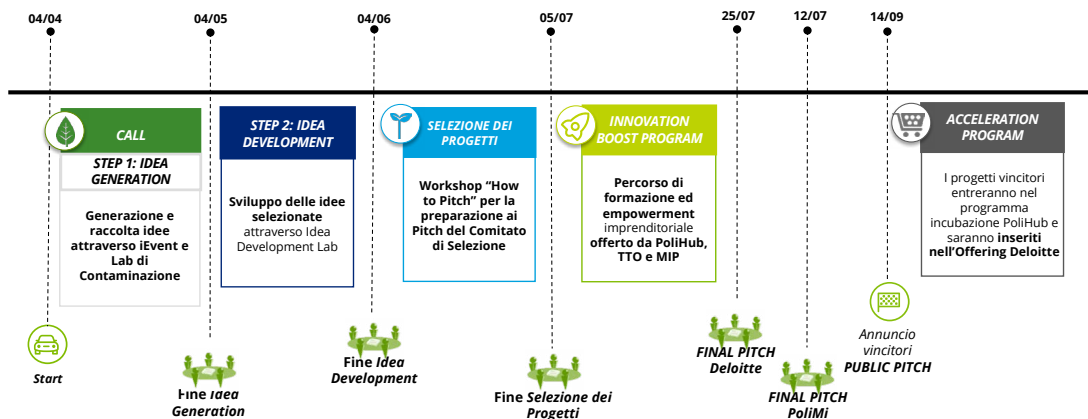 04/04
04/05
04/06
05/07
25/07
12/07
14/09
CALL
STEP 1: IDEA
GENERATION
Generazione e
raccolta idee
attraverso iEvent e
Lab di
Contaminazione
STEP 2: IDEA
DEVELOPMENT
Sviluppo delle idee
selezionate
attraverso Idea
Development Lab
SELEZIONE DEI
PROGETTI
Workshop “How
to Pitch” per la
preparazione ai
Pitch del Comitato
di Selezione
INNOVATION
BOOST PROGRAM
Percorso di
formazione ed
empowerment
imprenditoriale
offerto da PoliHub,
TTO e MIP
ACCELERATION
PROGRAM
I progetti vincitori
entreranno nel
programma
incubazione PoliHub e
saranno inseriti
nell’Offering Deloitte
Start
Fine Idea
Generation
Fine Idea
Development
Fine Selezione dei
Progetti
FINAL PITCH
Deloitte
FINAL PITCH
PoliMi
Annuncio
vincitori
PUBLIC PITCH